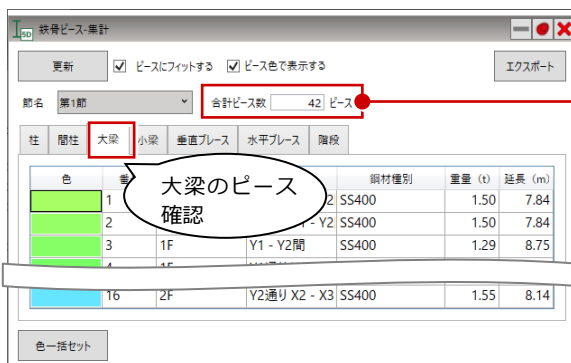 5D 鉄骨ピース-集計
更新 ピースにフィットする ピース色で表示する エクスポート
節名 第1節 合計ピース数 42 ピース
柱 間柱 大梁 小梁 垂直ブレース 水平ブレース 階段
色 鋼材種別 重量 (t) 延長 (m)
大梁のピース
確認
1 2 SS400 1.50 7.84
2 - Y2 SS400 1.50 7.84
3 1F Y1 - Y2間 SS400 1.29 8.75
16 2F Y2通り X2 - X3 SS400 1.55 8.14
色一括セット